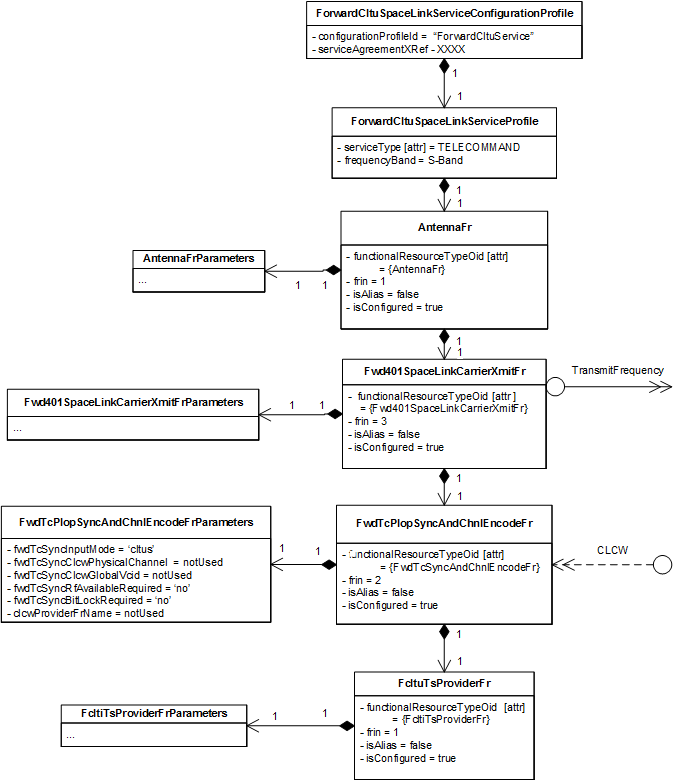 ForwardCltuSpaceLinkServiceConfigurationProfile
- configurationProfileId = “ForwardCltuService”
- serviceAgreementXRef - XXXX
1
1
ForwardCltuSpaceLinkServiceProfile
- serviceType [attr] = TELECOMMAND
- frequencyBand = S-Band
1
1
AntennaFr
- functionalResourceTypeOid [attr]
= {AntennaFr}
- frin = 1
- isAlias = false
- isConfigured = true
AntennaFrParameters
...
1 1
1
1
Fwd401SpaceLinkCarrierXmitFr
- functionalResourceTypeOid [attr]
= {Fwd401SpaceLinkCarrierXmitFr}
- frin = 3
- isAlias = false
- isConfigured = true
TransmitFrequency
Fwd401SpaceLinkCarrierXmitFrParameters
...
1 1
1
1
FwdTcPlopSyncAndChnlEncodeFr
- functionalResourceTypeOid [attr]
= {FwdTcSyncAndChnlEncodeFr}
- frin = 2
- isAlias = false
- isConfigured = true
CLCW
FwdTcPlopSyncAndChnlEncodeFrParameters
- fwdTcSyncInputMode = ‘cltus’
- fwdTcSyncClcwPhysicalChannel = notUsed
- fwdTcSyncClcwGlobalVcid = notUsed
- fwdTcSyncRfAvailableRequired = ‘no’
- fwdTcSyncBitLockRequired = ‘no’
- clcwProviderFrName = notUsed
1 1
1
1
FcltuTsProviderFr
- functionalResourceTypeOid [attr]
= {FcltiTsProviderFr}
- frin = 1
- isAlias = false
- isConfigured = true
FcltiTsProviderFrParameters
...
1 1